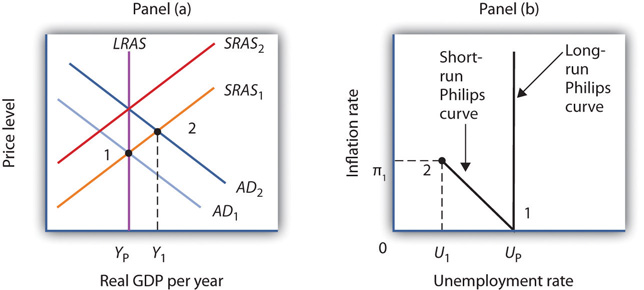 Panel (a)
Price level
LRAS
SRAS2
SRAS1
2
1
AD2
AD1
YP
Y1
Real GDP per year
Panel (b)
Inflation rate
Short-
run
Philips
curve
Long-
run
Philips
curve
π1
2
1
0
U1
UP
Unemployment rate